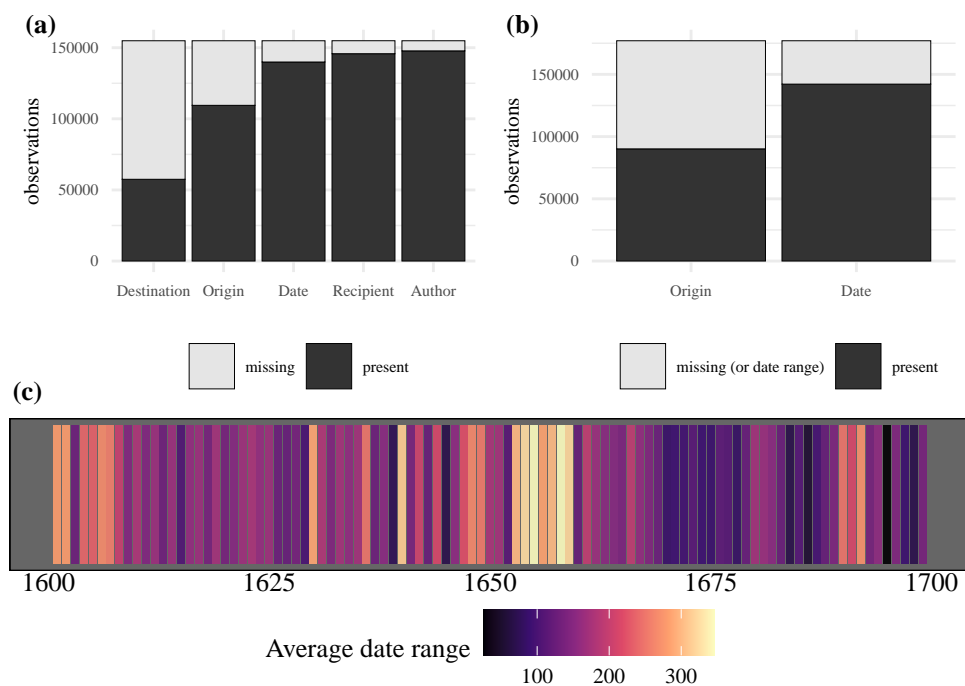 (a)
observations
150000
100000
50000
0
Destination Origin Date Recipient Author
missing present
(b)
observations
150000
100000
50000
0
Origin Date
missing (or date range) present
(c)
1600 1625 1650 1675 1700
Average date range
100 200 300